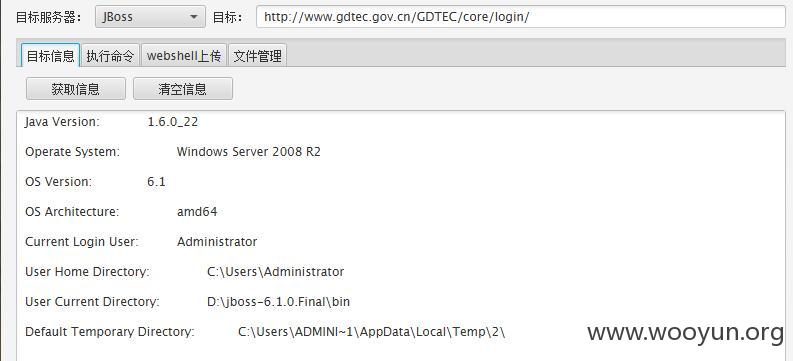 目标服务器： JBoss 目标： http://www.gdtec.gov.cn/GDTEC/core/login/
目标信息 执行命令 webshell上传 文件管理
获取信息 清空信息
Java Version: 1.6.0_22
Operate System: Windows Server 2008 R2
OS Version: 6.1
OS Architecture: amd64
Current Login User: Administrator
User Home Directory: C:\Users\Administrator
User Current Directory: D:\jboss-6.1.0.Final\bin
Default Temporary Directory: C:\Users\ADMINI~1\AppData\Local\Temp\2\
www.wooyun.org